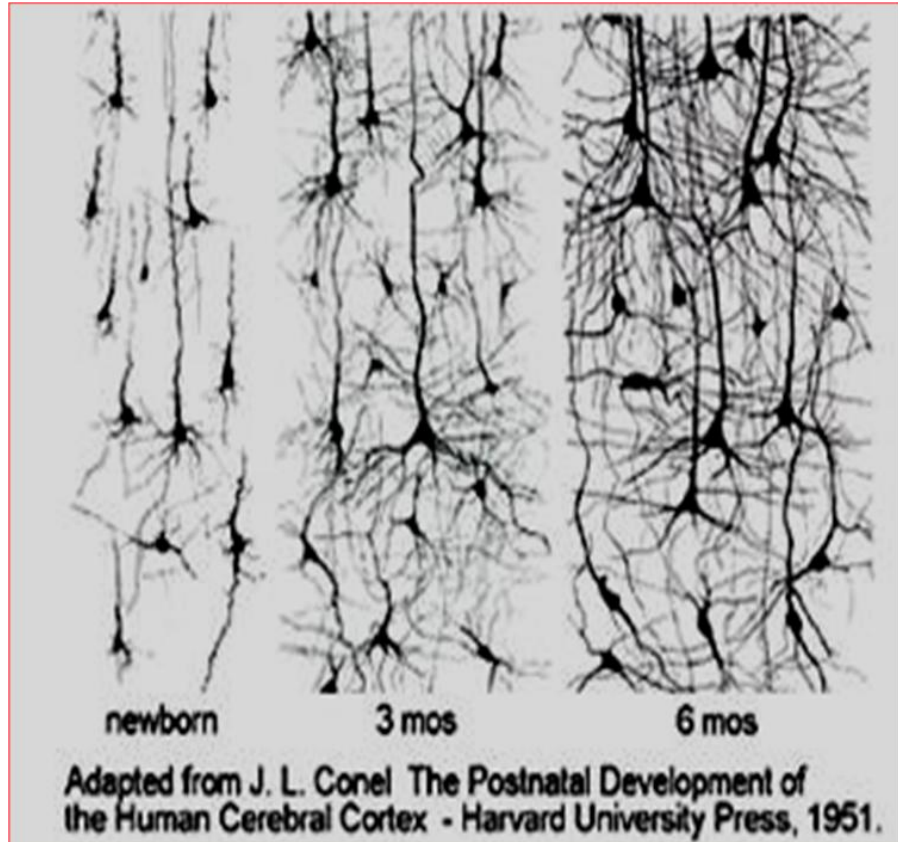 newborn 3 mos 6 mos
Adapted from J. L. Conel The Postnatal Development of
the Human Cerebral Cortex - Harvard University Press, 1951.